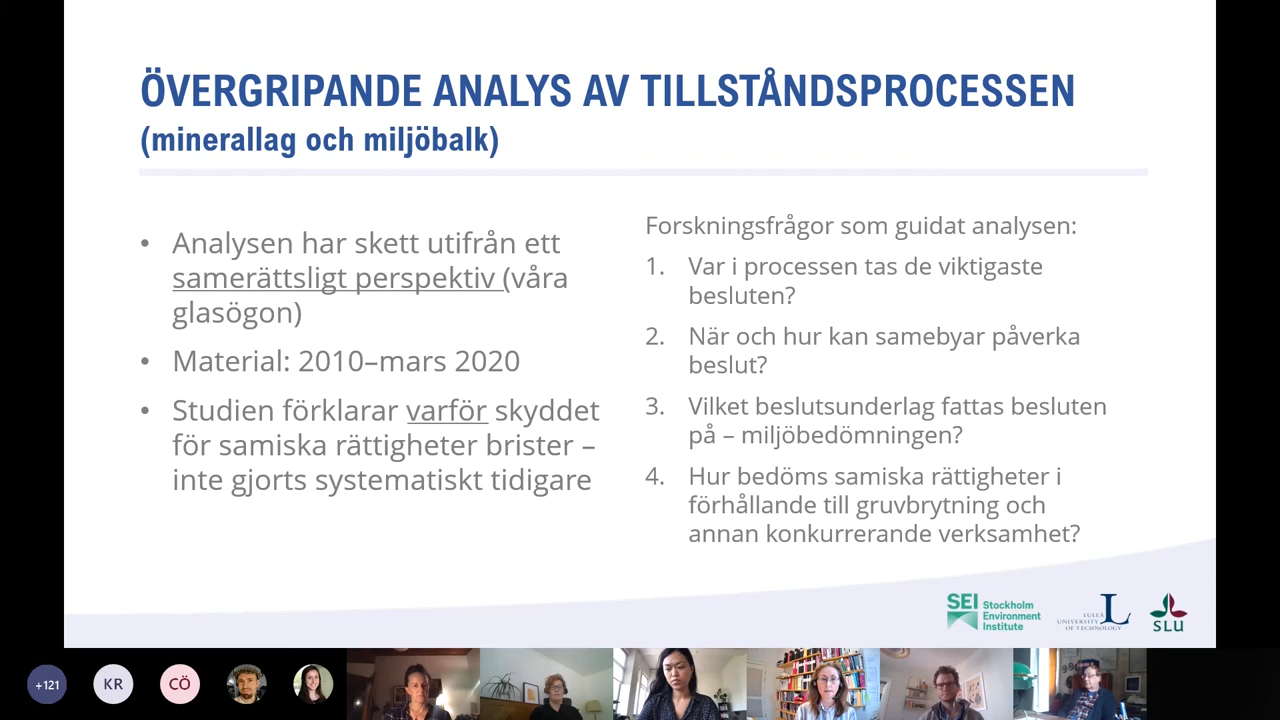 ÖVERGRIPANDE ANALYS AV TILLSTÅNDSPROCESSEN
(minerallag och miljöbalk)
• Analysen har skett utifrån ett
samerättsligt perspektiv (våra
glasögon)
• Material: 2010–mars 2020
• Studien förklarar varför skyddet
för samiska rättigheter brister –
inte gjorts systematiskt tidigare
Forskningsfrågor som guidat analysen:
1. Var i processen tas de viktigaste
besluten?
2. När och hur kan samebyar påverka
beslut?
3. Vilket beslutsunderlag fattas besluten
på – miljöbedömningen?
4. Hur bedöms samiska rättigheter i
förhållande till gruvbrytning och
annan konkurrerande verksamhet?
SEI Stockholm
Environment
Institute
L
LULEÅ
UNIVERSITY
OF TECHNOLOGY
SLU
+121
KR
CÖ